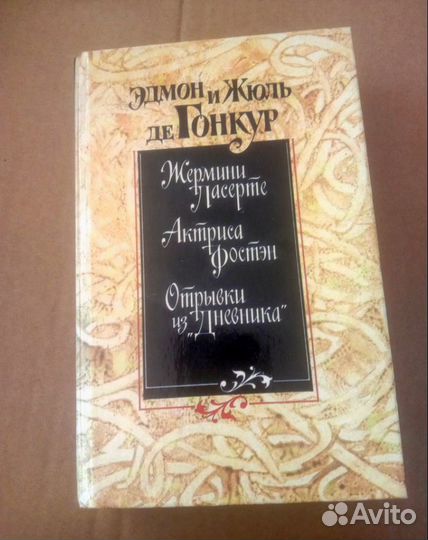 Эдмон и Жюль
де Гонкур
Жермини
Ласерте
Актриса
Фостэн
Отрывки
из „Дневника"
Avito